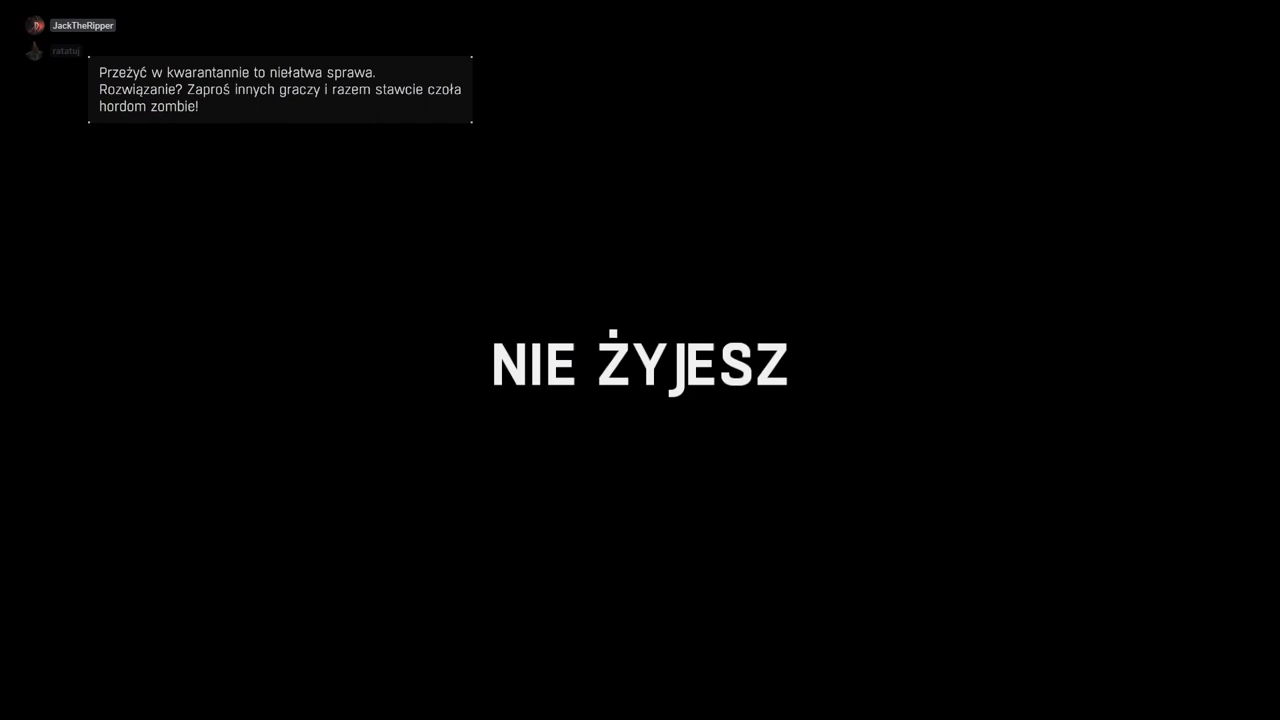 JackTheRipper
ratatuj
Przeżyć w kwarantannie to niełatwa sprawa.
Rozwiązanie? Zaproś innych graczy i razem stawcie czoła
hordom zombie!
NIE ŻYJESZ